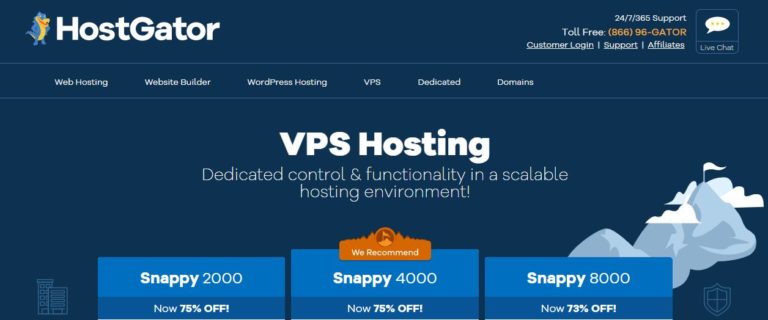 HostGator
24/7/365 Support
Toll Free: (866) 96-GATOR
Customer Login | Support | Affiliates
Live Chat
Web Hosting Website Builder WordPress Hosting VPS Dedicated Domains
VPS Hosting
Dedicated control & functionality in a scalable
hosting environment!
We Recommend
Snappy 2000 Snappy 4000 Snappy 8000
Now 75% OFF! Now 75% OFF! Now 73% OFF!